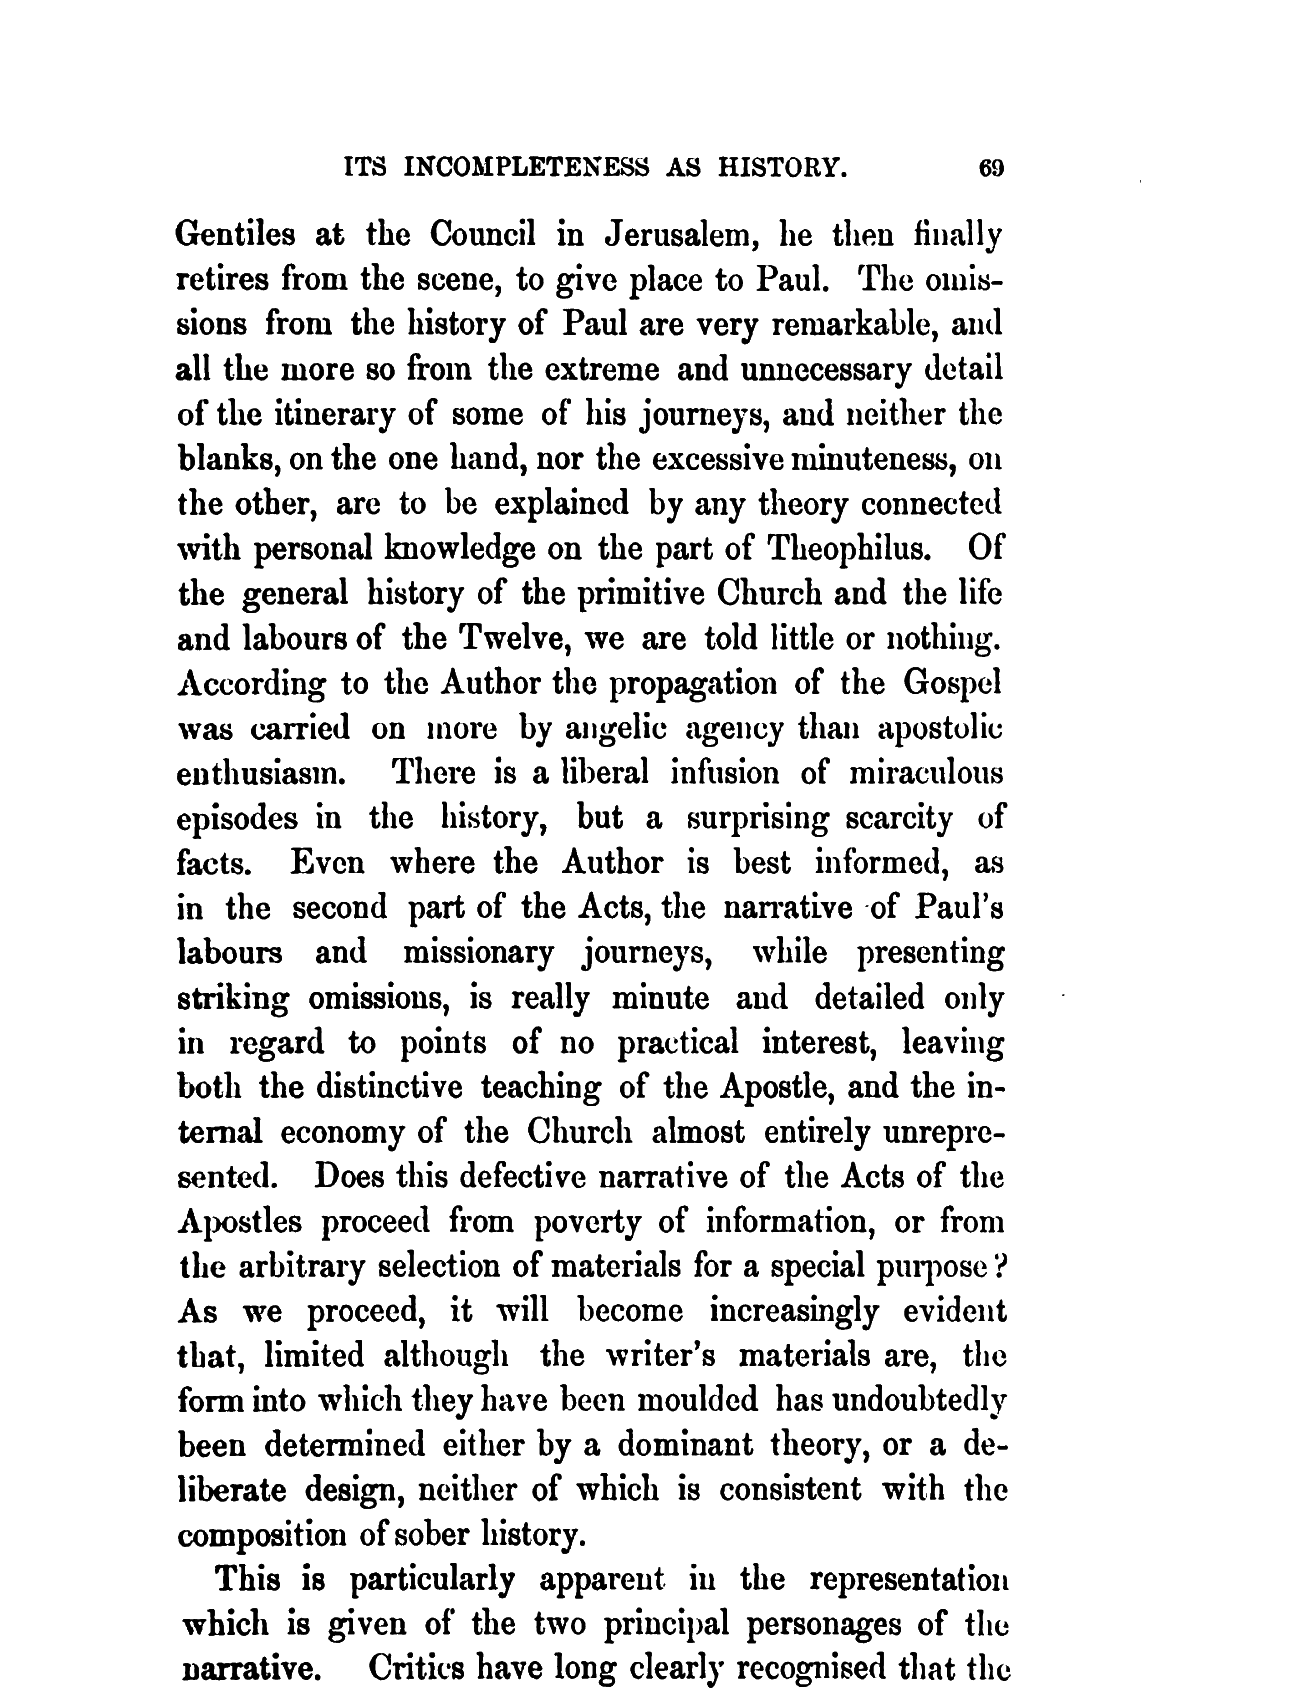 ITS INCOMPLETENESS AS HISTORY. 69
Gentiles at the Council in Jerusalem, he then finally
retires from the scene, to give place to Paul. The omis-
sions from the history of Paul are very remarkable, and
all the more so from the extreme and unnecessary detail
of the itinerary of some of his journeys, and neither the
blanks, on the one hand, nor the excessive minuteness, on
the other, are to be explained by any theory connected
with personal knowledge on the part of Theophilus. Of
the general history of the primitive Church and the life
and labours of the Twelve, we are told little or nothing.
According to the Author the propagation of the Gospel
was carried on more by angelic agency than apostolic
enthusiasm. There is a liberal infusion of miraculous
episodes in the history, but a surprising scarcity of
facts. Even where the Author is best informed, as
in the second part of the Acts, the narrative of Paul's
labours and missionary journeys, while presenting
striking omissions, is really minute and detailed only
in regard to points of no practical interest, leaving
both the distinctive teaching of the Apostle, and the in-
ternal economy of the Church almost entirely unrepre-
sented. Does this defective narrative of the Acts of the
Apostles proceed from poverty of information, or from
the arbitrary selection of materials for a special purpose?
As we proceed, it will become increasingly evident
that, limited although the writer's materials are, the
form into which they have been moulded has undoubtedly
been determined either by a dominant theory, or a de-
liberate design, neither of which is consistent with the
composition of sober history.
This is particularly apparent in the representation
which is given of the two principal personages of the
narrative. Critics have long clearly recognised that the